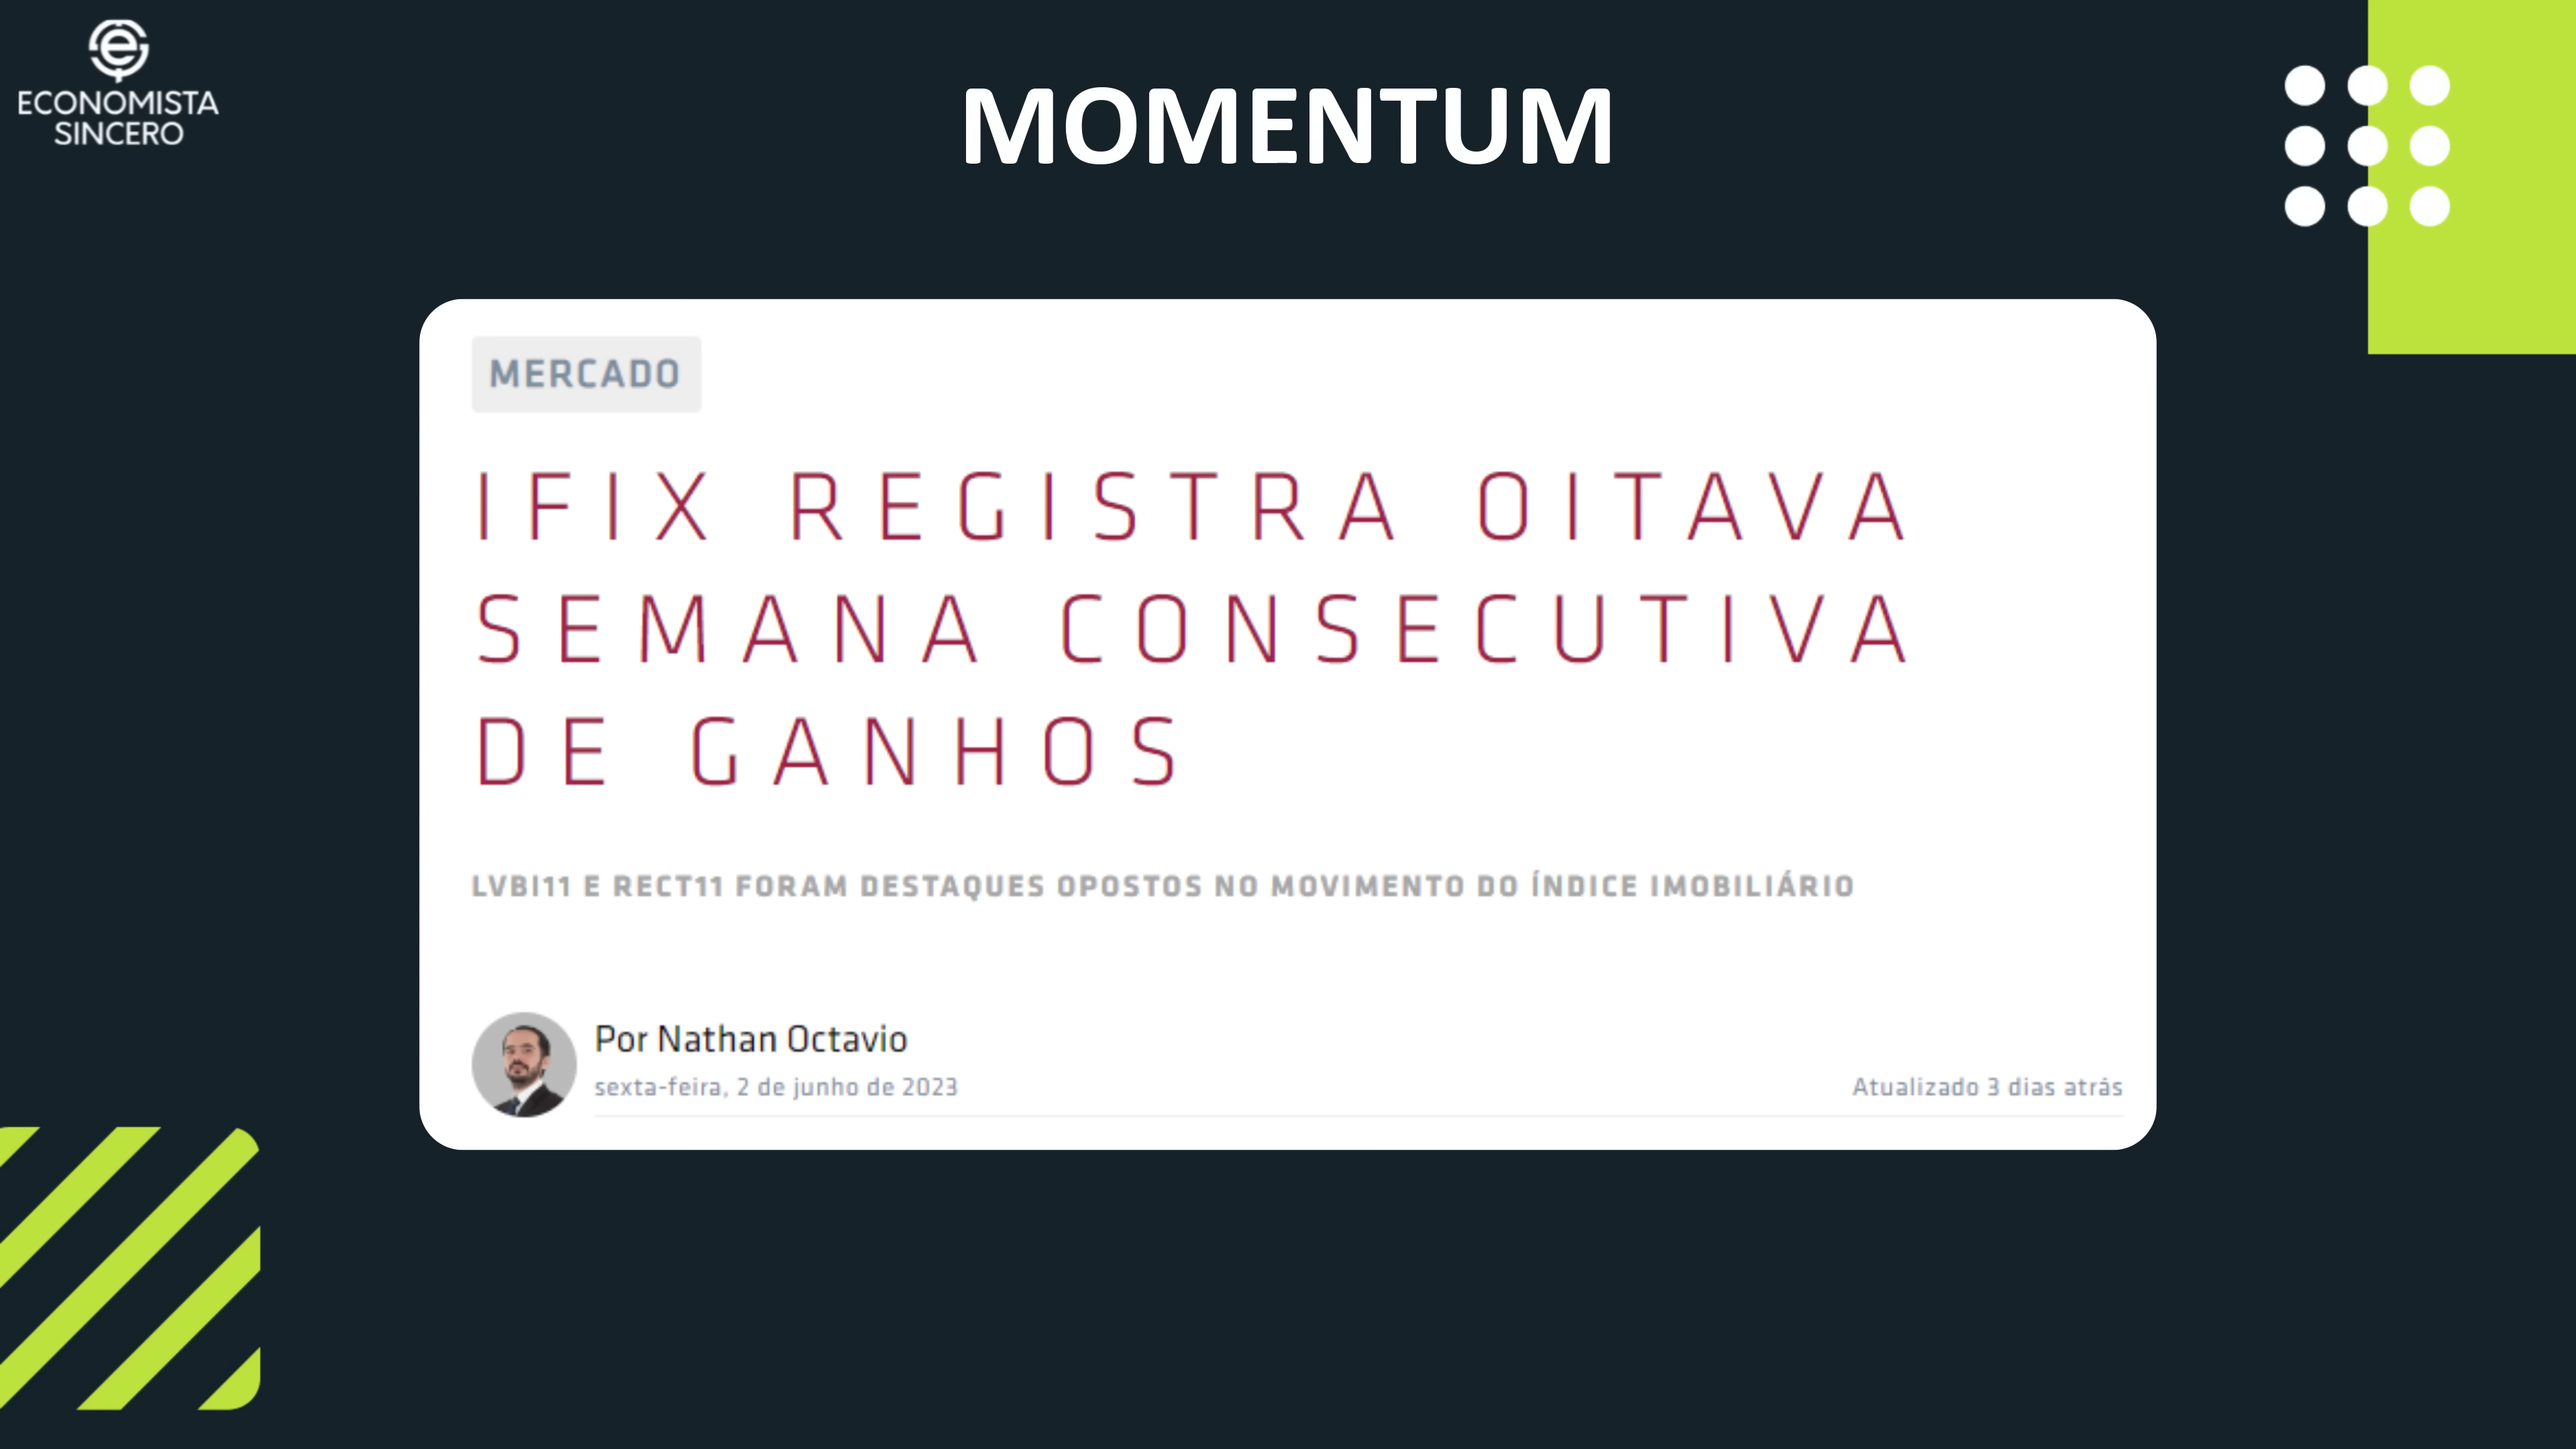 ECONOMISTA
SINCERO
MOMENTUM
MERCADO
IFIX REGISTRA OITAVA
SEMANA CONSECUTIVA
DE GANHOS
LVBI11 E RECT11 FORAM DESTAQUES OPOSTOS NO MOVIMENTO DO ÍNDICE IMOBILIÁRIO
Por Nathan Octavio
sexta-feira, 2 de junho de 2023
Atualizado 3 dias atrás